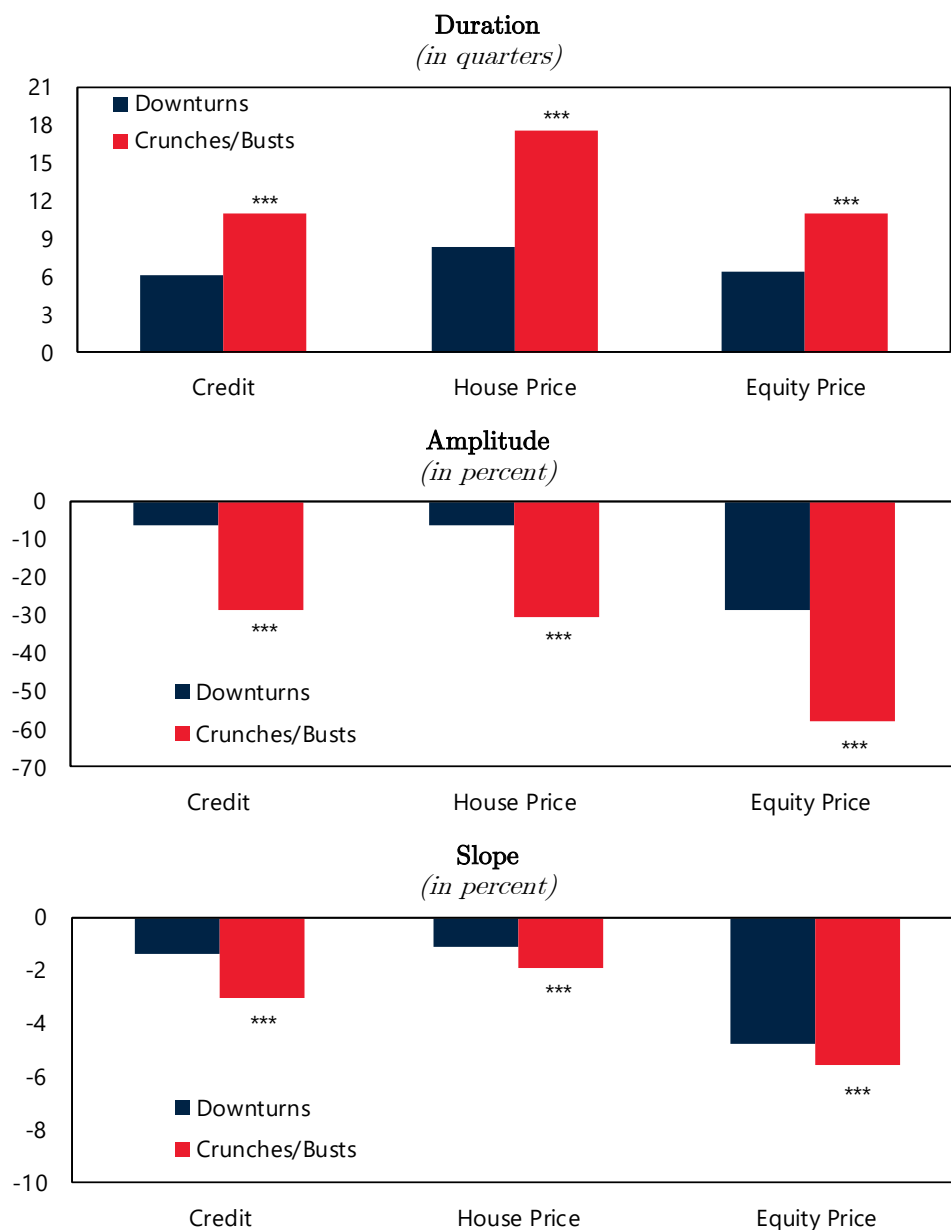 Duration
(in quarters)
21
18
15
12
9
6
3
0
Downturns
Crunches/Busts
***
***
***
Credit House Price Equity Price
Amplitude
(in percent)
0
-10
-20
-30
-40
-50
-60
-70
***
***
***
Downturns
Crunches/Busts
Credit House Price Equity Price
Slope
(in percent)
0
-2
-4
-6
-8
-10
***
***
***
Downturns
Crunches/Busts
Credit House Price Equity Price